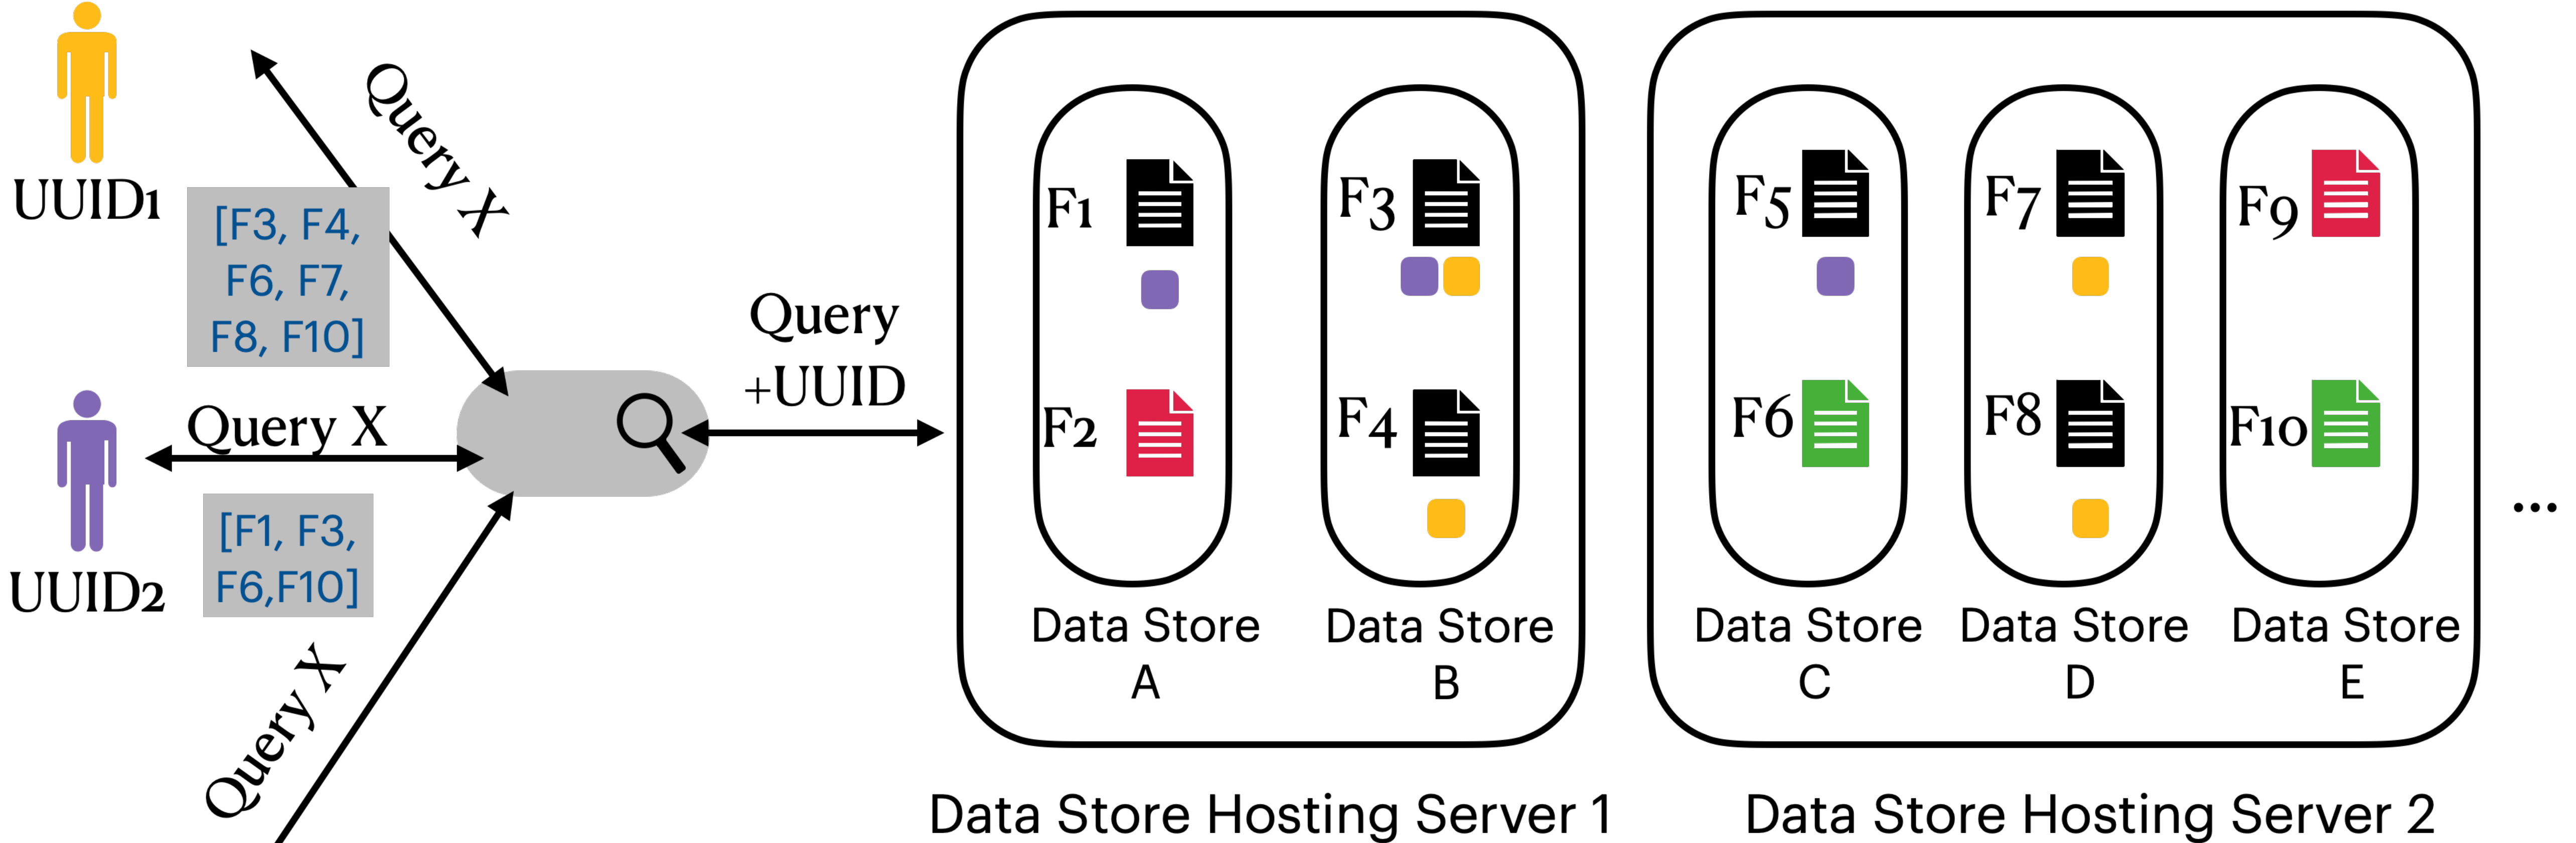 UUID1
Query X
[F3, F4,
F6, F7,
F8, F10]
Query X
UUID2
[F1, F3,
F6,F10]
Query X
Query
+UUID
F1
F2
Data Store
A
F3
F4
Data Store
B
Data Store Hosting Server 1
F5
F6
Data Store
C
F7
F8
Data Store
D
F9
F10
Data Store
E
Data Store Hosting Server 2
...